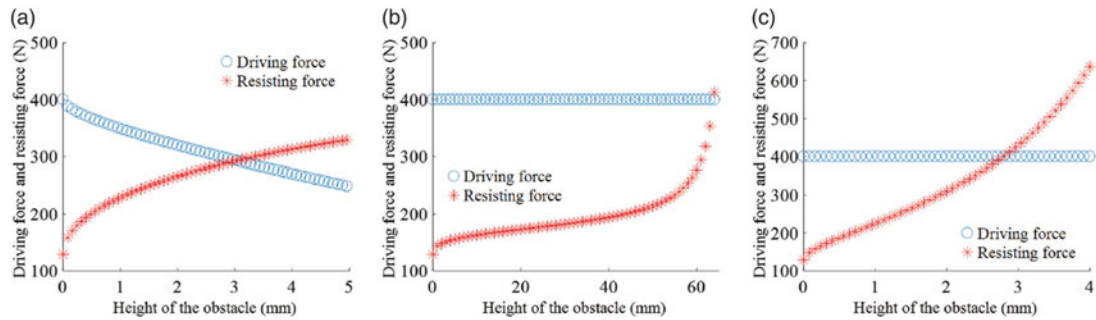 (a)
Driving and resisting force (N)
500
400
300
200
100
0 1 2 3 4 5
Height of the obstacle (mm)
Driving force
Resisting force
(b)
Driving force and resisting force (N)
500
400
300
200
100
0 20 40 60
Height of the obstacle (mm)
Driving force
Resisting force
(c)
Driving force and resisting force (N)
700
600
500
400
300
200
100
0 1 2 3 4
Height of the obstacle (mm)
Driving force
Resisting force